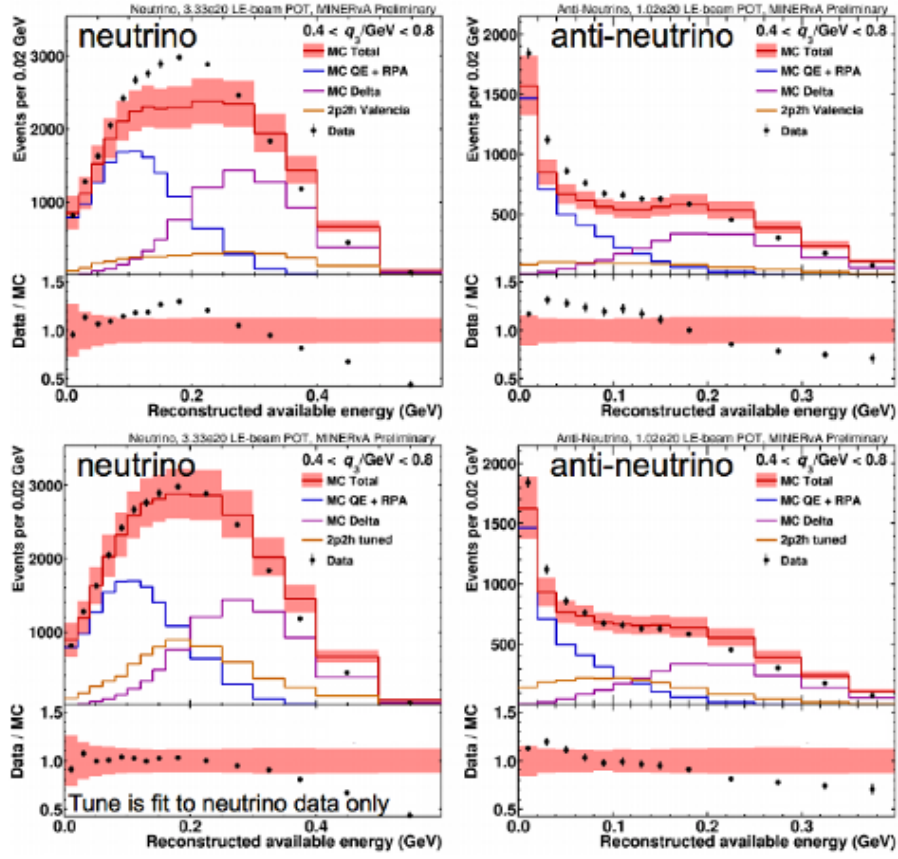 Neutrino, 3.33e20 LE-beam POT, MINERvA Preliminary
neutrino
0.4 < q3/GeV < 0.8
MC Total
MC QE + RPA
MC Delta
2p2h Valencia
Data
Events per 0.02 GeV
3000
2000
1000
Data / MC
1.5
1.0
0.5
0.0
0.2
0.4
Reconstructed available energy (GeV)
Anti-Neutrino, 1.02e20 LE-beam POT, MINERvA Preliminary
anti-neutrino
0.4 < q3/GeV < 0.8
MC Total
MC QE + RPA
MC Delta
2p2h Valencia
Data
Events per 0.02 GeV
2000
1500
1000
500
Data / MC
1.5
1.0
0.5
0.0
0.1
0.2
0.3
Reconstructed available energy (GeV)
Neutrino, 3.33e20 LE-beam POT, MINERvA Preliminary
neutrino
0.4 < q3/GeV < 0.8
MC Total
MC QE + RPA
MC Delta
2p2h tuned
Data
Events per 0.02 GeV
3000
2000
1000
Data / MC
1.5
1.0
0.5
Tune is fit to neutrino data only
0.0
0.2
0.4
Reconstructed available energy (GeV)
Anti-Neutrino, 1.02e20 LE-beam POT, MINERvA Preliminary
anti-neutrino
0.4 < q3/GeV < 0.8
MC Total
MC QE + RPA
MC Delta
2p2h tuned
Data
Events per 0.02 GeV
2000
1500
1000
500
Data / MC
1.5
1.0
0.5
0.0
0.1
0.2
0.3
Reconstructed available energy (GeV)